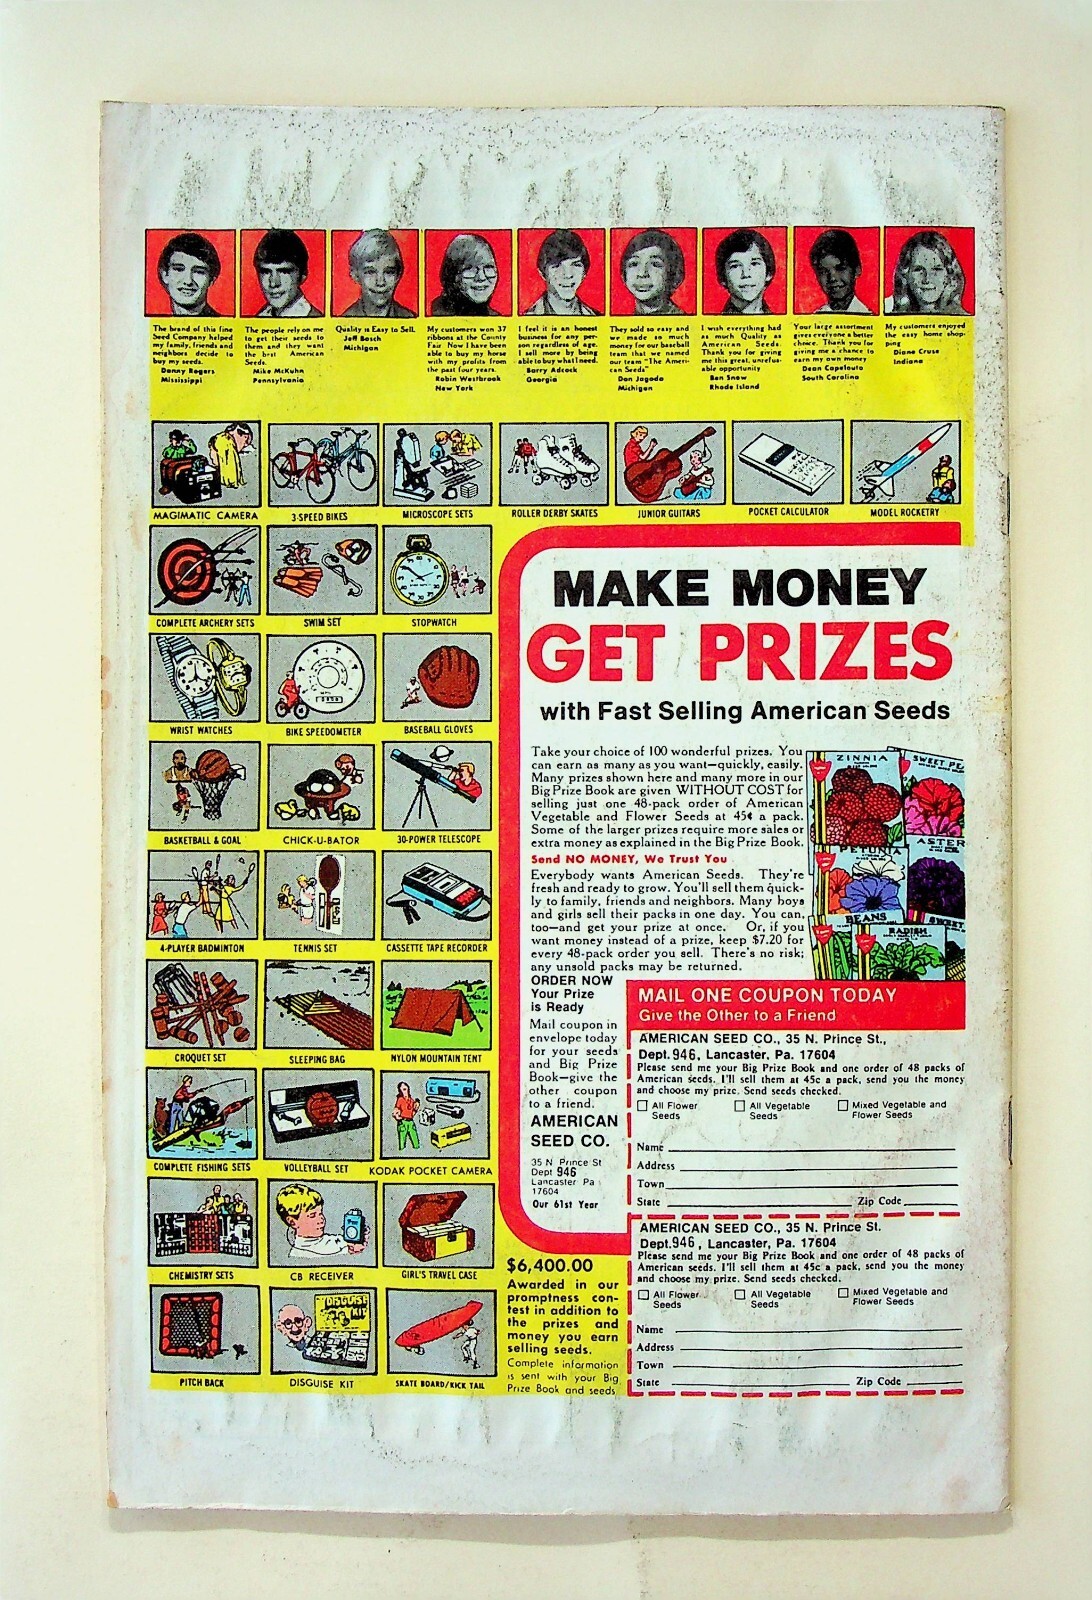 The brand of this fine
Seed Company helped
my family, friends and
neighbors decide to
buy my seeds.
Danny Rogers
Mississippi
The people rely on me
to get their seeds to
them and they want
the best American
Seeds.
Mike McKuhn
Pennsylvania
Quality is Easy to Sell.
Jeff Bosch
Michigan
My customers won 37
ribbons at the County
Fair Now I have been
able to buy my horse
with my profits from
the past four years.
Robin Westbrook
New York
I feel it is an honest
business for any per-
son regardless of age.
I sell more by being
able to buy what I need.
Barry Adcock
Georgia
They sold so easy and
we made so much
money for our baseball
team that we named
our team "The Ameri-
can Seeds"
Don Jagoda
Michigan
I wish everything had
as much Quality as
American Seeds.
Thank you for giving
me this great, unrefus-
able opportunity
Ben Snow
Rhode Island
Your large assortment
gives everyone a better
choice. Thank you for
giving me a chance to
earn my own money
Dean Capelouto
South Carolina
My customers enjoyed
the easy home shop-
ping
Diane Cruse
Indiana
MAGIMATIC CAMERA
3-SPEED BIKES
MICROSCOPE SETS
ROLLER DERBY SKATES
JUNIOR GUITARS
POCKET CALCULATOR
MODEL ROCKETRY
COMPLETE ARCHERY SETS
SWIM SET
STOPWATCH
WRIST WATCHES
BIKE SPEEDOMETER
BASEBALL GLOVES
BASKETBALL & GOAL
CHICK-U-BATOR
30-POWER TELESCOPE
4-PLAYER BADMINTON
TENNIS SET
CASSETTE TAPE RECORDER
CROQUET SET
SLEEPING BAG
NYLON MOUNTAIN TENT
COMPLETE FISHING SETS
VOLLEYBALL SET
KODAK POCKET CAMERA
CHEMISTRY SETS
CB RECEIVER
GIRL'S TRAVEL CASE
DISGUISE
KIT
PITCH BACK
DISGUISE KIT
SKATE BOARD/KICK TAIL
MAKE MONEY
GET PRIZES
with Fast Selling American Seeds
Take your choice of 100 wonderful prizes. You
can earn as many as you want—quickly, easily.
Many prizes shown here and many more in our
Big Prize Book are given WITHOUT COST for
selling just one 48-pack order of American
Vegetable and Flower Seeds at 45¢ a pack.
Some of the larger prizes require more sales or
extra money as explained in the Big Prize Book.
Send NO MONEY, We Trust You
Everybody wants American Seeds. They're
fresh and ready to grow. You'll sell them quick-
ly to family, friends and neighbors. Many boys
and girls sell their packs in one day. You can,
too—and get your prize at once. Or, if you
want money instead of a prize, keep $7.20 for
every 48-pack order you sell. There's no risk;
any unsold packs may be returned.
ZINNIA
SWEET PE
PETUNIA
ASTER
BEANS
SWEET
RADISH
ORDER NOW
Your Prize
is Ready
Mail coupon in
envelope today
for your seeds
and Big Prize
Book—give the
other coupon
to a friend.
AMERICAN
SEED CO.
35 N Prince St
Dept 946
Lancaster Pa
17604
Our 61st Year
$6,400.00
Awarded in our
promptness con-
test in addition to
the prizes and
money you earn
selling seeds.
Complete information
is sent with your Big
Prize Book and seeds
MAIL ONE COUPON TODAY
Give the Other to a Friend
AMERICAN SEED CO., 35 N. Prince St.,
Dept. 946, Lancaster, Pa. 17604
Please send me your Big Prize Book and one order of 48 packs of
American seeds. I'll sell them at 45c a pack, send you the money
and choose my prize. Send seeds checked.
All Flower Seeds
All Vegetable Seeds
Mixed Vegetable and Flower Seeds
Name
Address
Town
State Zip Code
AMERICAN SEED CO., 35 N. Prince St.
Dept. 946, Lancaster, Pa. 17604
Please send me your Big Prize Book and one order of 48 packs of
American seeds. I'll sell them at 45c a pack, send you the money
and choose my prize. Send seeds checked.
All Flower Seeds
All Vegetable Seeds
Mixed Vegetable and Flower Seeds
Name
Address
Town
State Zip Code